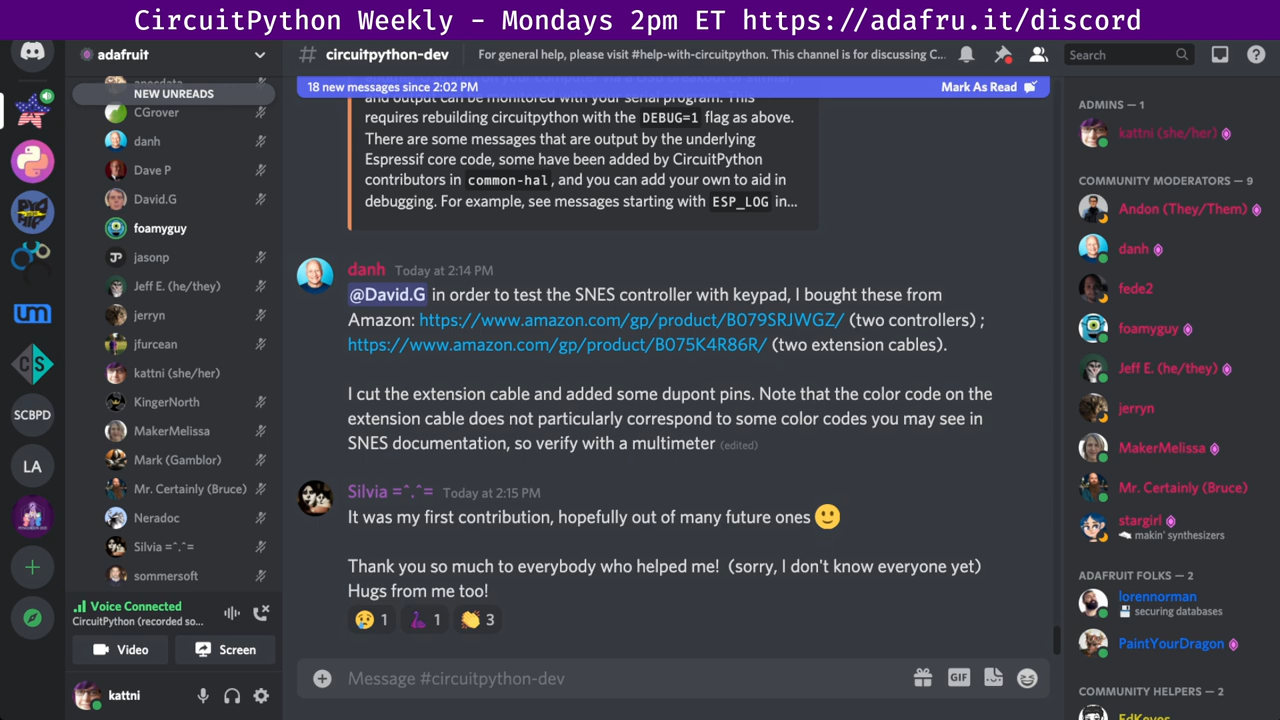 CircuitPython Weekly - Mondays 2pm ET https://adafru.it/discord
adafruit
NEW UNREADS
CGrover
danh
Dave P
David.G
foamyguy
JP jasonp
Jeff E. (he/they)
jerryn
jfurcean
kattni (she/her)
KingerNorth
MakerMelissa
Mark (Gamblor)
Mr. Certainly (Bruce)
Neradoc
Silvia =^.^=
sommersoft
Voice Connected
CircuitPython (recorded so...
Video
Screen
kattni
um
CS
SCBPD
LA
# circuitpython-dev
For general help, please visit #help-with-circuitpython. This channel is for discussing C...
Search
18 new messages since 2:02 PM
Mark As Read
and output can be monitored with your serial program. This
requires rebuilding circuitpython with the DEBUG=1 flag as above.
There are some messages that are output by the underlying
Espressif core code, some have been added by CircuitPython
contributors in common-hal, and you can add your own to aid in
debugging. For example, see messages starting with ESP_LOG in...
danh Today at 2:14 PM
@David.G in order to test the SNES controller with keypad, I bought these from
Amazon: https://www.amazon.com/gp/product/B079SRJWGZ/ (two controllers) ;
https://www.amazon.com/gp/product/B075K4R86R/ (two extension cables).
I cut the extension cable and added some dupont pins. Note that the color code on the
extension cable does not particularly correspond to some color codes you may see in
SNES documentation, so verify with a multimeter (edited)
Silvia =^.^= Today at 2:15 PM
It was my first contribution, hopefully out of many future ones 🙂
Thank you so much to everybody who helped me! (sorry, I don't know everyone yet)
Hugs from me too!
😢 1 1 👏 3
Message #circuitpython-dev
GIF
ADMINS — 1
kattni (she/her)
COMMUNITY MODERATORS — 9
Andon (They/Them)
danh
fede2
foamyguy
Jeff E. (he/they)
jerryn
MakerMelissa
Mr. Certainly (Bruce)
stargirl
makin' synthesizers
ADAFRUIT FOLKS — 2
lorennorman
securing databases
PaintYourDragon
COMMUNITY HELPERS — 2